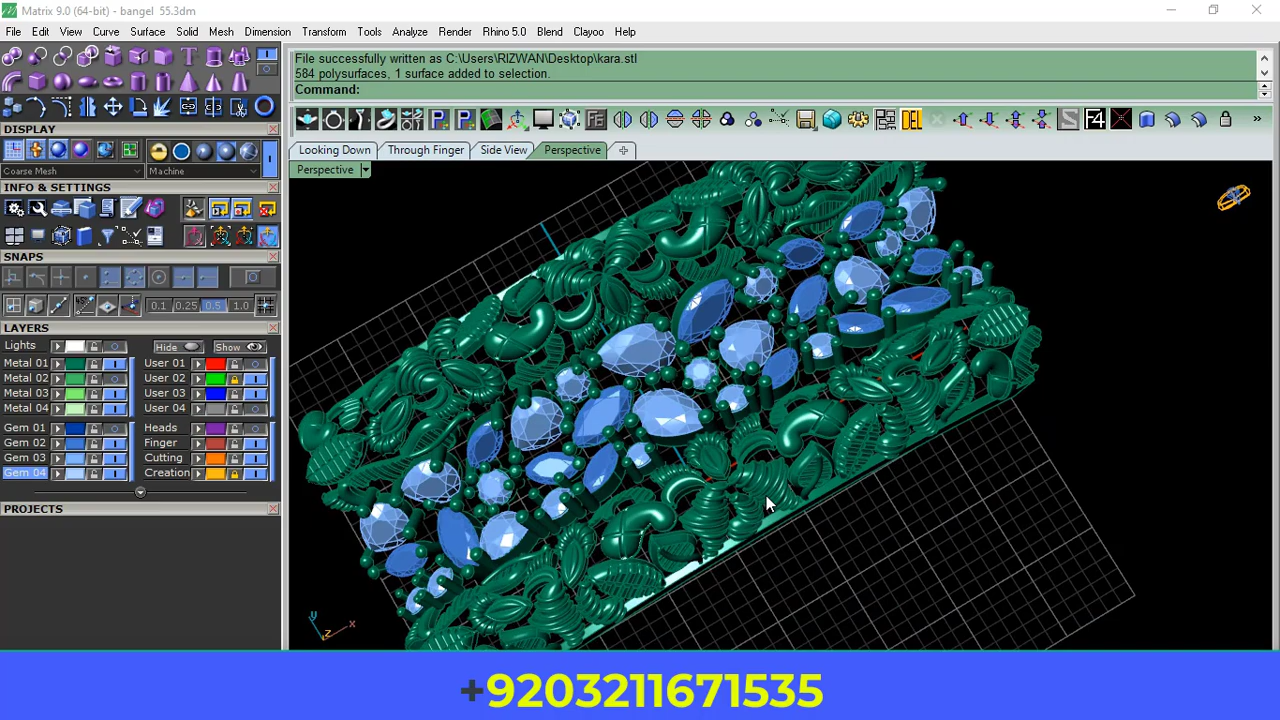 Matrix 9.0 (64-bit) - bangel 55.3dm
File Edit View Curve Surface Solid Mesh Dimension Transform Tools Analyze Render Rhino 5.0 Blend Clayoo Help
File successfully written as C:\Users\RIZWAN\Desktop\kara.stl
584 polysurfaces, 1 surface added to selection.
Command:
DISPLAY
Coarse Mesh Machine
INFO & SETTINGS
SNAPS
0.1 0.25 0.5 1.0
LAYERS
Lights Hide Show
Metal 01 User 01
Metal 02 User 02
Metal 03 User 03
Metal 04 User 04
Gem 01 Heads
Gem 02 Finger
Gem 03 Cutting
Gem 04 Creation
PROJECTS
FE DEL F4
Looking Down Through Finger Side View Perspective
Perspective
y
z x
+9203211671535